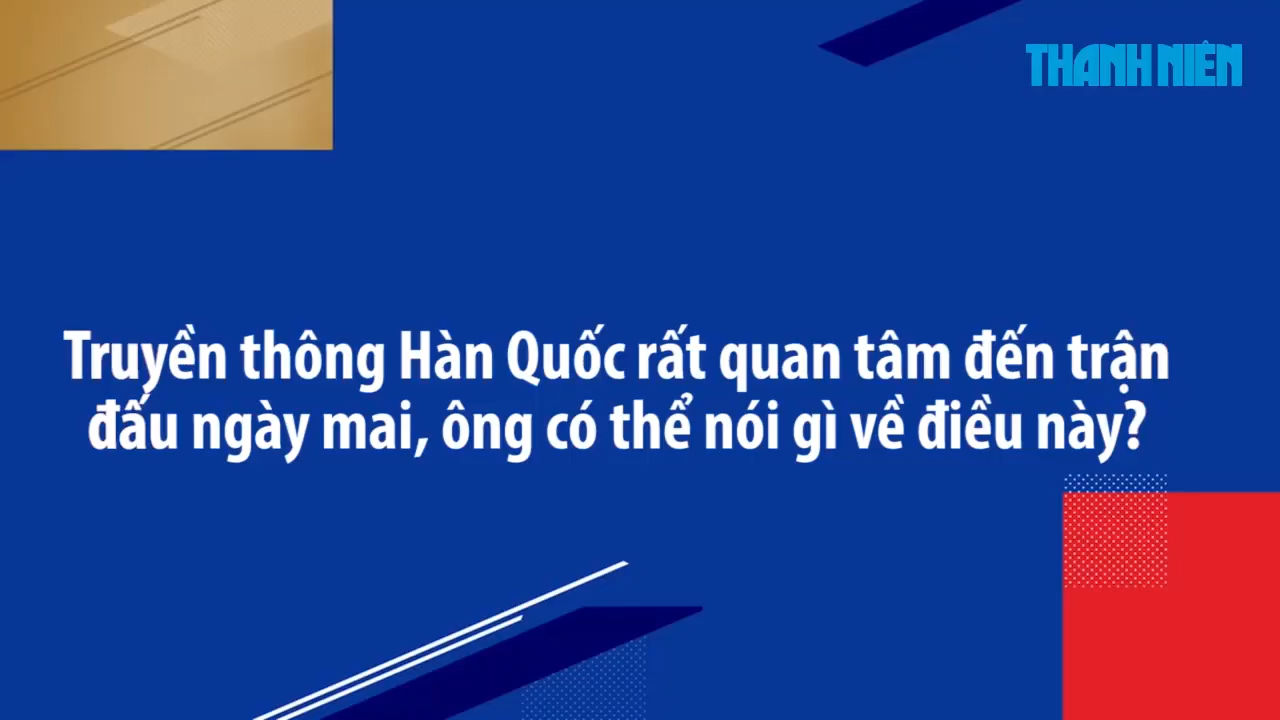 THANH NIÊN
Truyền thông Hàn Quốc rất quan tâm đến trận
đấu ngày mai, ông có thể nói gì về điều này?